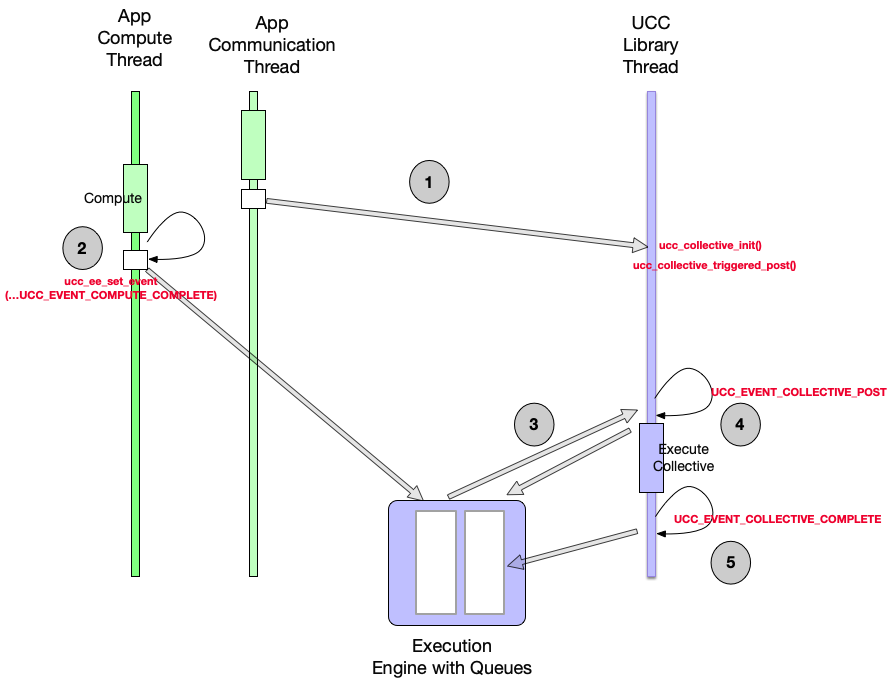 App
Compute
Thread
App
Communication
Thread
UCC
Library
Thread
1
Compute
2
ucc_collective_init()
ucc_collective_triggered_post()
ucc_ee_set_event
(...UCC_EVENT_COMPUTE_COMPLETE)
UCC_EVENT_COLLECTIVE_POST
3
4
Execute
Collective
UCC_EVENT_COLLECTIVE_COMPLETE
5
Execution
Engine with Queues